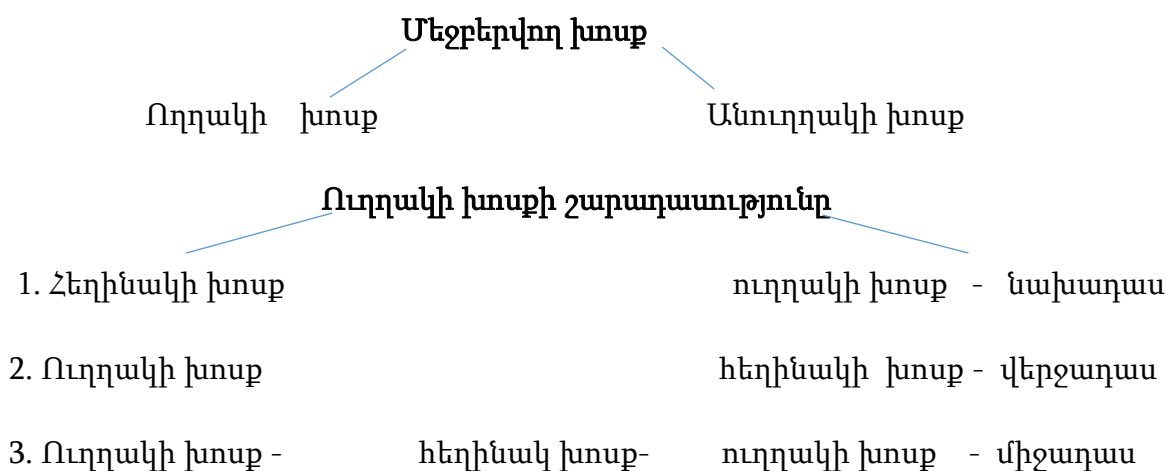 Մեջբերվող խոսք
Ողղակի խոսք Անուղղակի խոսք
Ուղղակի խոսքի շարադասությունը
1. Հեղինակի խոսք ուղղակի խոսք - նախադաս
2. Ուղղակի խոսք հեղինակի խոսք - վերջադաս
3. Ուղղակի խոսք - հեղինակ խոսք- ուղղակի խոսք - միջադաս